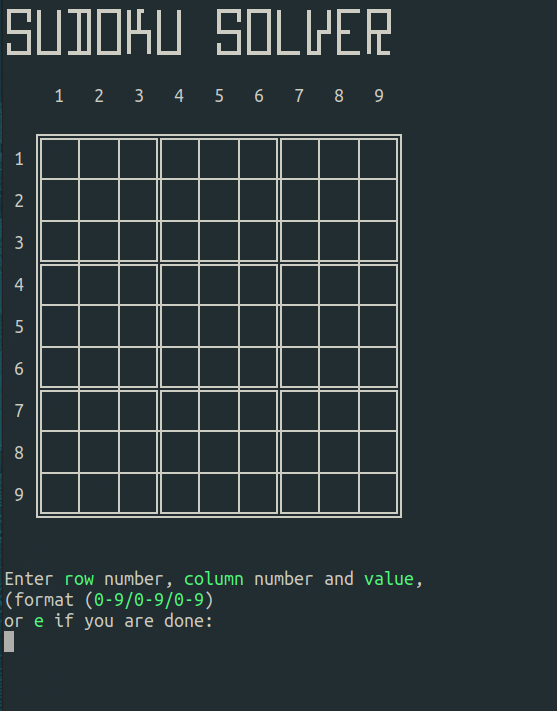 SUDOKU SOLVER
1 2 3 4 5 6 7 8 9
1
2
3
4
5
6
7
8
9
Enter row number, column number and value,
(format (0-9/0-9/0-9)
or e if you are done: